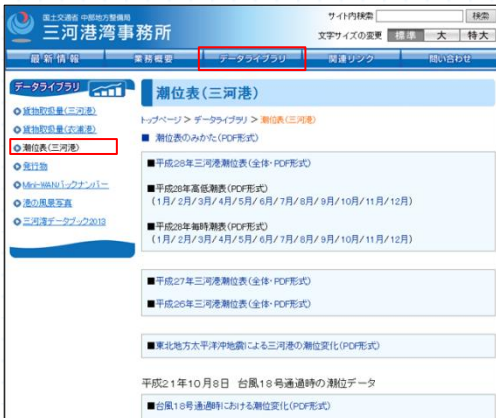 国土交通省 中部地方整備局
三河港湾事務所
サイト内検索
検索
文字サイズの変更 標準 大 特大
最新情報 業務概要 データライブラリ 関連リンク 問い合わせ
データライブラリ
貨物取扱量(三河港)
貨物取扱量(衣浦港)
潮位表(三河港)
発行物
Mini-WANバックナンバー
港の風景写真
三河湾データブック2013
潮位表(三河港)
トップページ > データライブラリ > 潮位表(三河港)
■ 潮位表のみかた(PDF形式)
■平成28年三河港潮位表(全体・PDF形式)
■平成28年高低潮表(PDF形式)
(1月/2月/3月/4月/5月/6月/7月/8月/9月/10月/11月/12月)
■平成28年毎時潮表(PDF形式)
(1月/2月/3月/4月/5月/6月/7月/8月/9月/10月/11月/12月)
■平成27年三河港潮位表(全体・PDF形式)
■平成26年三河港潮位表(全体・PDF形式)
■東北地方太平洋沖地震による三河港の潮位変化(PDF形式)
平成21年10月8日 台風18号通過時の潮位データ
■台風18号通過時における潮位変化(PDF形式)